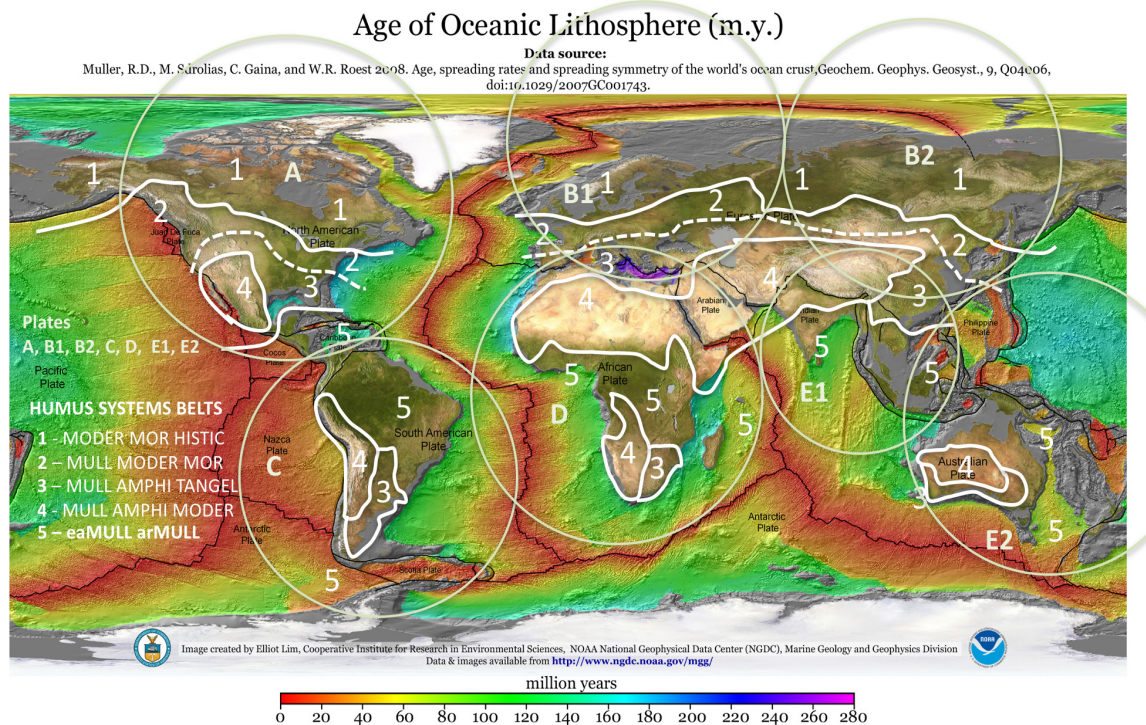 Age of Oceanic Lithosphere (m.y.)
Data source:
Muller, R.D., M. Sdrolias, C. Gaina, and W.R. Roest 2008. Age, spreading rates and spreading symmetry of the world's ocean crust,Geochem. Geophys. Geosyst., 9, Q04006,
doi:10.1029/2007GC001743.
1
1
A
1
2
Juan De Fuca
Plate
North American
Plate
2
3
4
B1
1
2
2
Plate
1
B2
1
2
3
4
3
4
Arabian
Plate
Plate
5
Philippine
Plate
Plates
A, B1, B2, C, D, E1, E2
Pacific
Plate
5
Cocos
Plate
African
Plate
5
5
D
5
E1
5
5
HUMUS SYSTEMS BELTS
1 - MODER MOR HISTIC
2 – MULL MODER MOR
3 – MULL AMPHI TANGEL
4 - MULL AMPHI MODER
5 – eaMULL arMULL
Nazca
Plate
C
5
South American
Plate
4
3
4
3
Australian
Plate
4
3
5
E2
Antarctic
Plate
Antarctic
Plate
5
Scotia Plate
Image created by Elliot Lim, Cooperative Institute for Research in Environmental Sciences, NOAA National Geophysical Data Center (NGDC), Marine Geology and Geophysics Division
Data & images available from http://www.ngdc.noaa.gov/mgg/
NOAA
million years
0 20 40 60 80 100 120 140 160 180 200 220 240 260 280